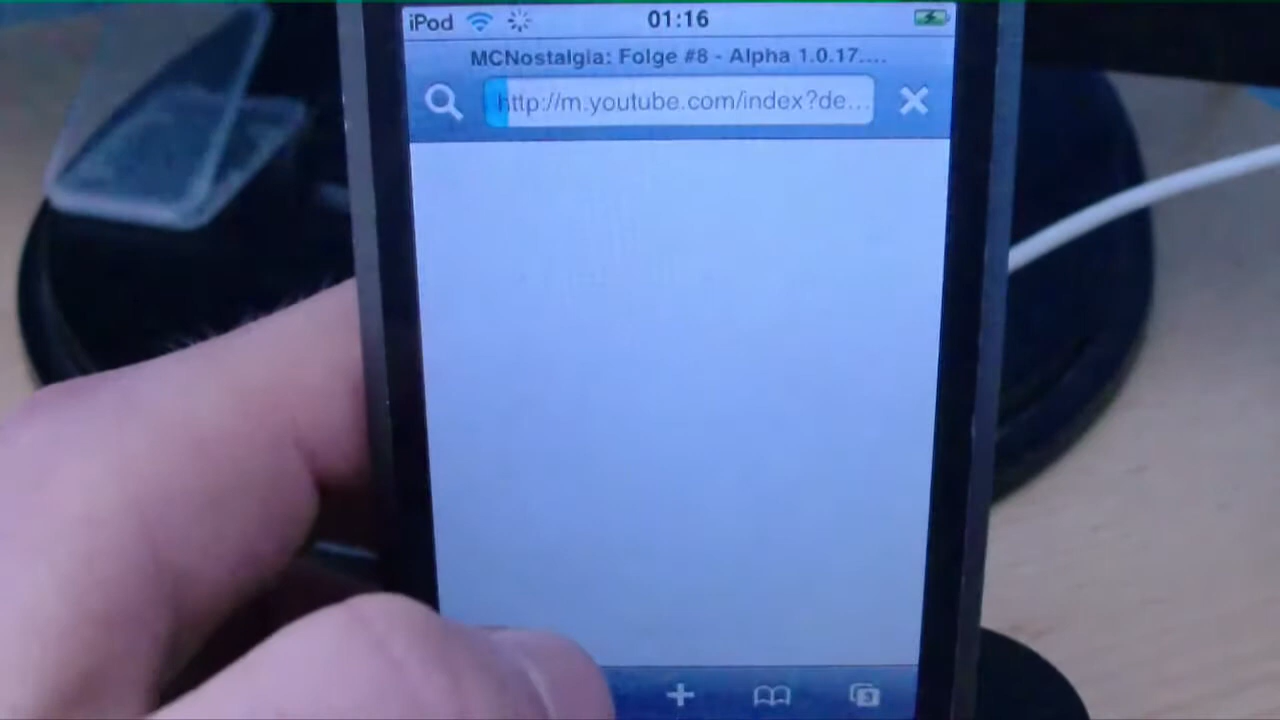 iPod 01:16
MCNostalgia: Folge #8 - Alpha 1.0.17....
http://m.youtube.com/index?de...